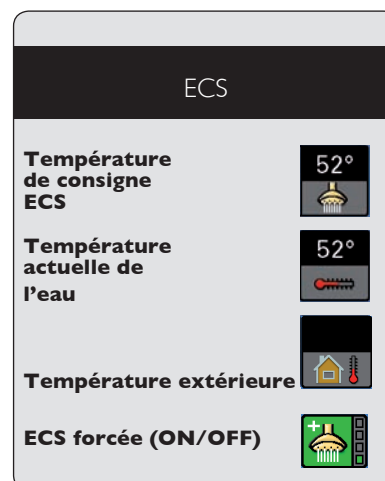 ECS
Température
de consigne
ECS
52°
Température
actuelle de
l'eau
52°
Température extérieure
ECS forcée (ON/OFF)
+